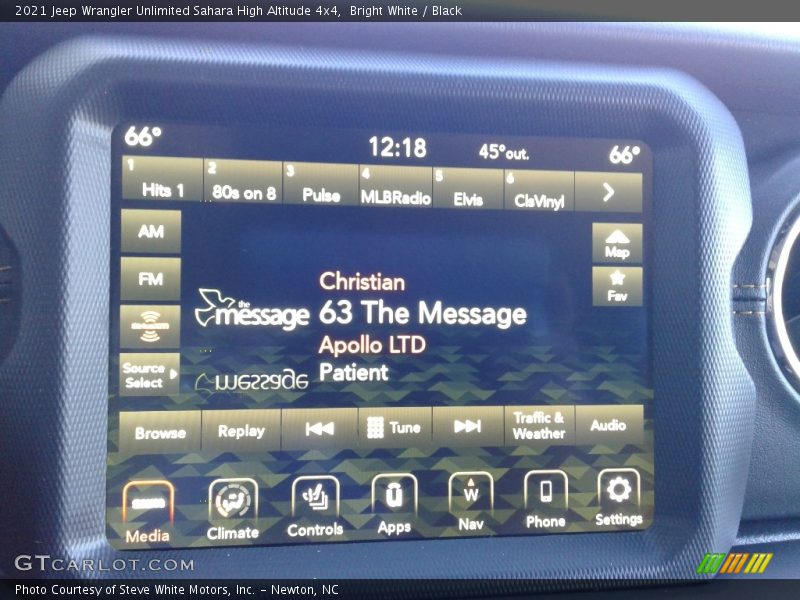 2021 Jeep Wrangler Unlimited Sahara High Altitude 4x4,  Bright White / Black
66° 12:18 45°out. 66°
1 Hits 1 2 80s on 8 3 Pulse 4 MLBRadio 5 Elvis 6 ClsVinyl >
AM
Map
FM
Fav
Christian
the message 63 The Message
Apollo LTD
Patient
message
Source Select
Browse Replay Tune Traffic & Weather Audio
W
Media Climate Controls Apps Nav Phone Settings
GTCARLOT.COM
Photo Courtesy of Steve White Motors, Inc. – Newton, NC